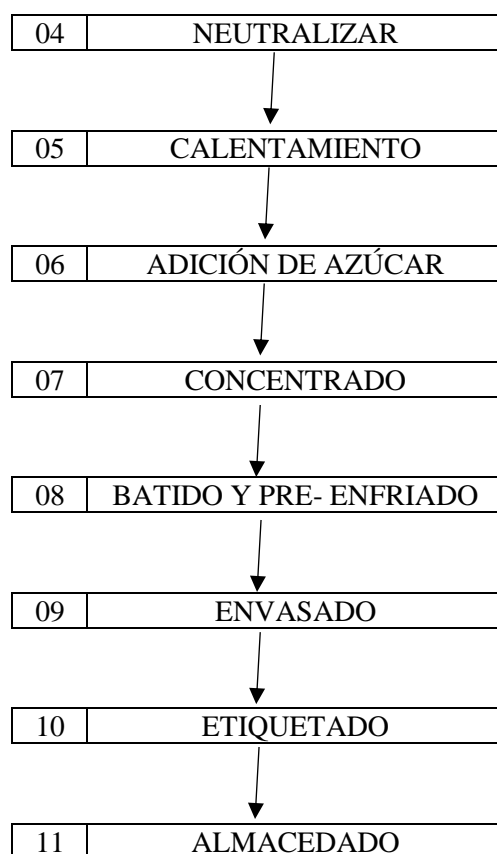 04 NEUTRALIZAR
05 CALENTAMIENTO
06 ADICIÓN DE AZÚCAR
07 CONCENTRADO
08 BATIDO Y PRE- ENFRIADO
09 ENVASADO
10 ETIQUETADO
11 ALMACEDADO